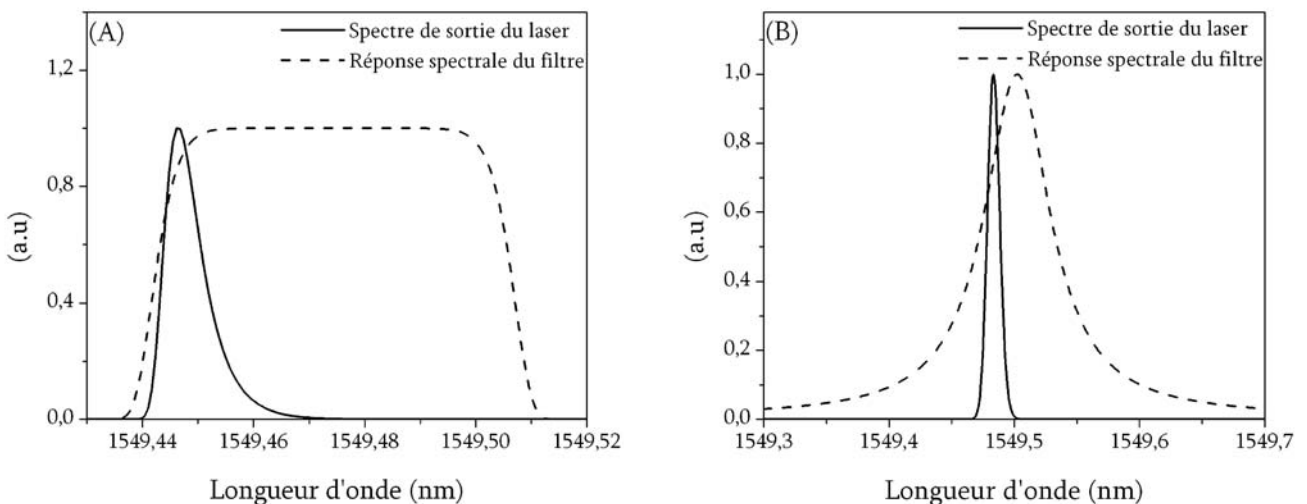 (A)
Spectre de sortie du laser
Réponse spectrale du filtre
1,2
0,8
0,4
0,0
(a.u)
1549,44 1549,46 1549,48 1549,50 1549,52
Longueur d'onde (nm)
(B)
Spectre de sortie du laser
Réponse spectrale du filtre
1,0
0,8
0,6
0,4
0,2
0,0
(a.u)
1549,3 1549,4 1549,5 1549,6 1549,7
Longueur d'onde (nm)